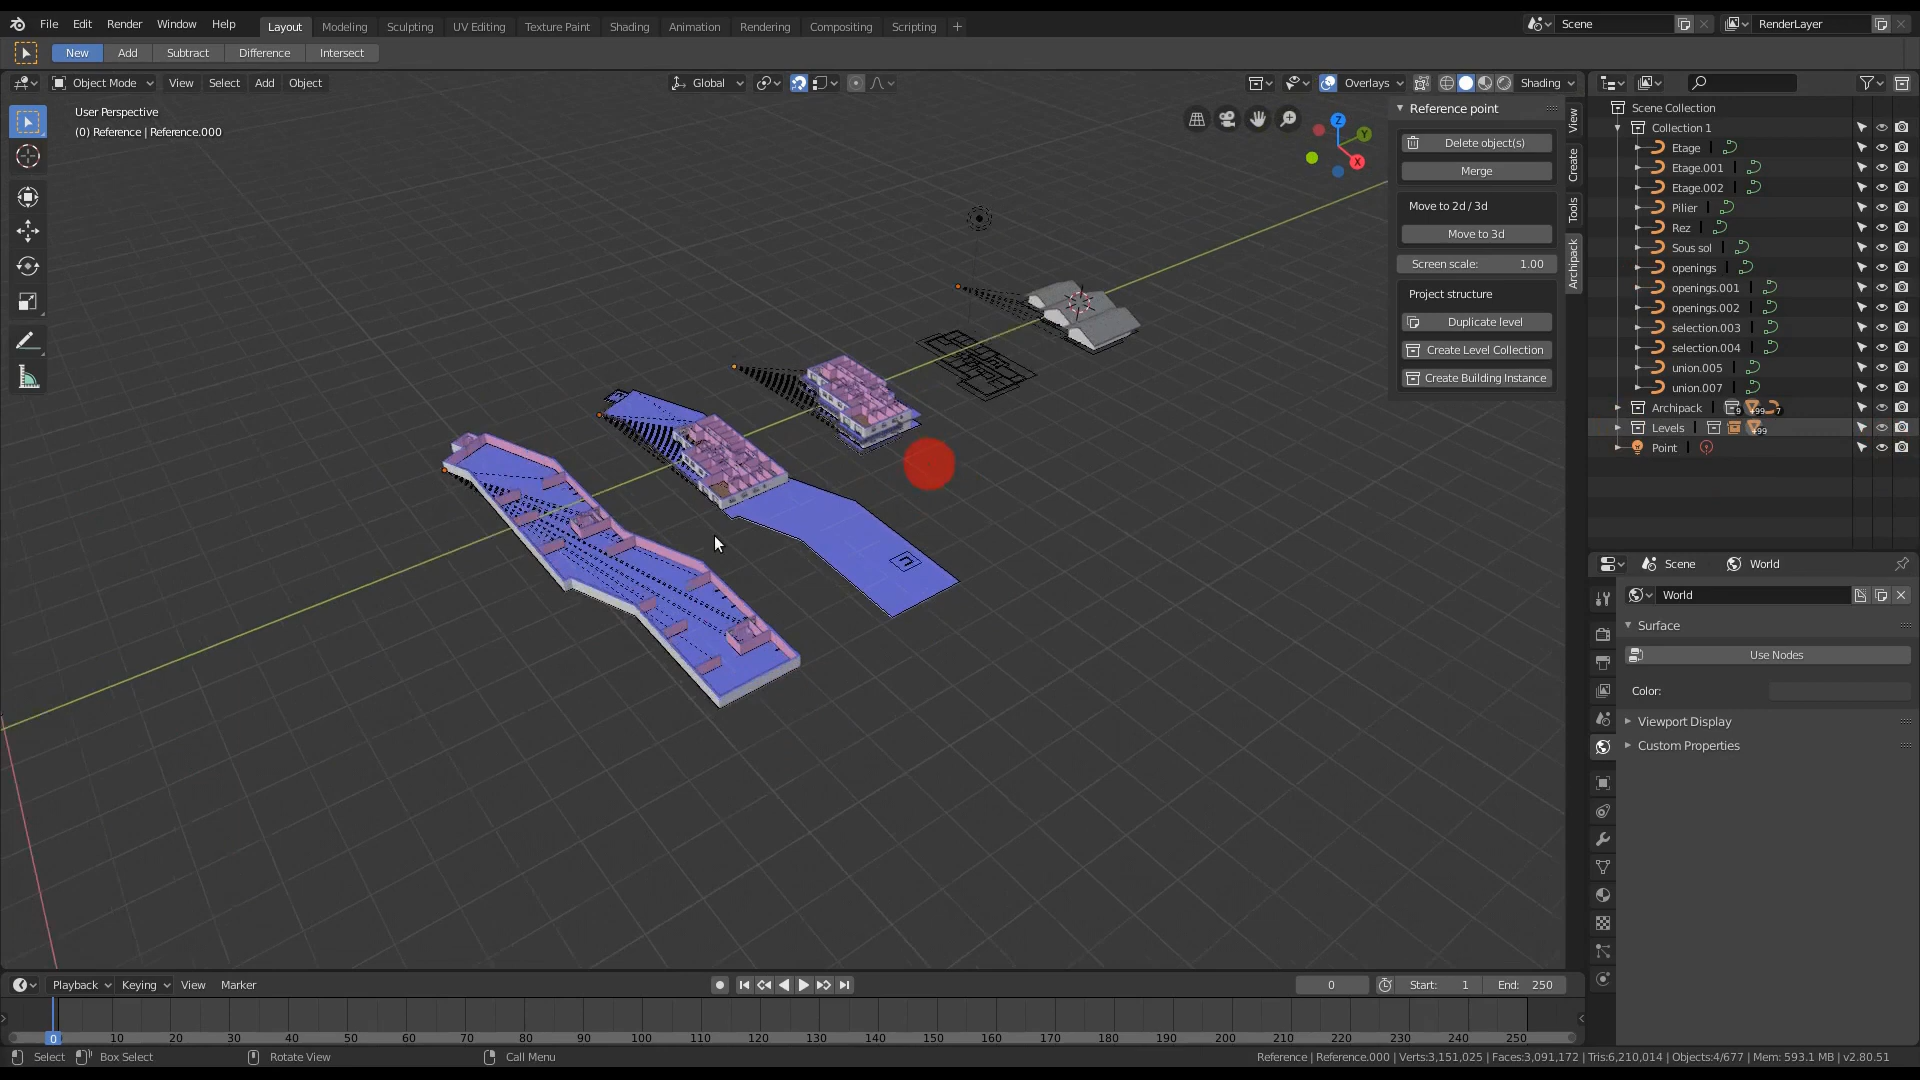 File Edit Render Window Help Layout Modeling Sculpting UV Editing Texture Paint Shading Animation Rendering Compositing Scripting + Scene RenderLayer
New Add Subtract Difference Intersect
Object Mode View Select Add Object Global Overlays Shading
User Perspective
(0) Reference | Reference.000
Z
Y
X
Reference point
Delete object(s)
Merge
Move to 2d / 3d
Move to 3d
Screen scale: 1.00
Project structure
Duplicate level
Create Level Collection
Create Building Instance
View
Create
Tools
Archipack
Scene Collection
Collection 1
Etage
Etage.001
Etage.002
Pilier
Rez
Sous sol
openings
openings.001
openings.002
selection.003
selection.004
union.005
union.007
Archipack 9 +99 7
Levels +99
Point
Scene World
World
Surface
Use Nodes
Color:
Viewport Display
Custom Properties
Playback Keying View Marker 0 Start: 1 End: 250
0 10 20 30 40 50 60 70 80 90 100 110 120 130 140 150 160 170 180 190 200 210 220 230 240 250
Select Box Select Rotate View Call Menu Reference | Reference.000 | Verts:3,151,025 | Faces:3,091,172 | Tris:6,210,014 | Objects:4/677 | Mem: 593.1 MB | v2.80.51